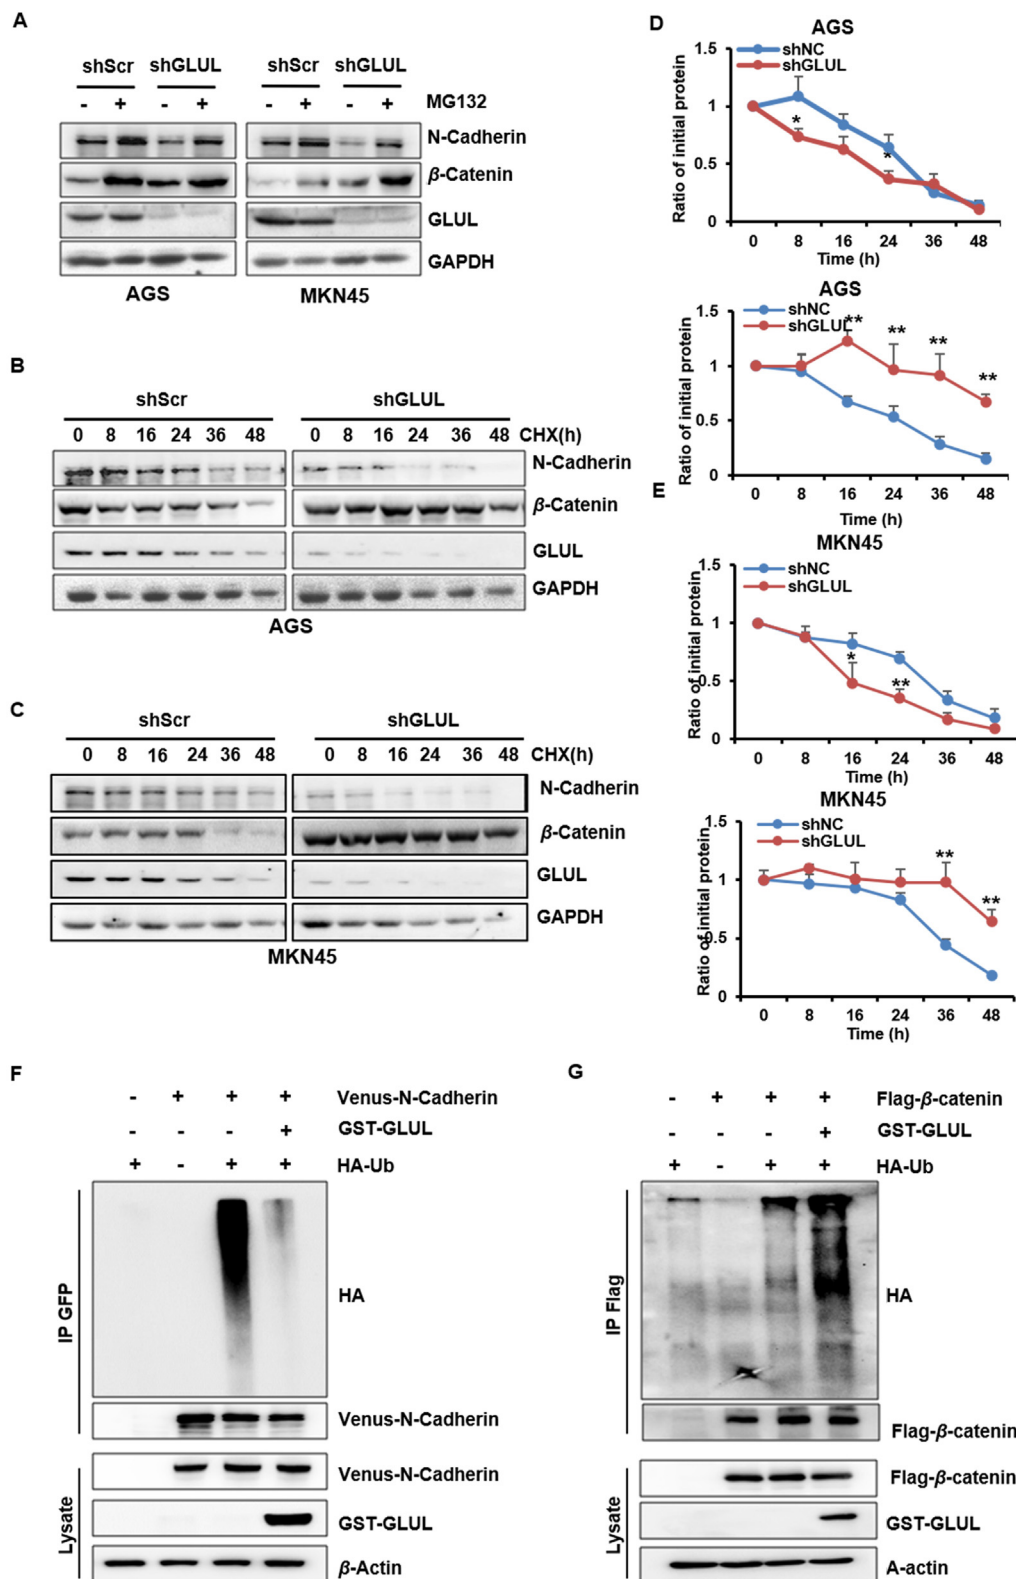 A
shScr shGLUL shScr shGLUL
- + - + - + - + MG132
N-Cadherin
β-Catenin
GLUL
GAPDH
AGS MKN45
B
shScr shGLUL
0 8 16 24 36 48 0 8 16 24 36 48 CHX(h)
N-Cadherin
β-Catenin
GLUL
GAPDH
AGS
C
shScr shGLUL
0 8 16 24 36 48 0 8 16 24 36 48 CHX(h)
N-Cadherin
β-Catenin
GLUL
GAPDH
MKN45
D
AGS
shNC
shGLUL
Ratio of initial protein
1.5
1
0.5
0
* *
0 8 16 24 36 48
Time (h)
AGS
shNC
shGLUL
Ratio of initial protein
1.5
1
0.5
0
** ** ** **
0 8 16 24 36 48
Time (h)
E
MKN45
shNC
shGLUL
Ratio of initial protein
1.5
1
0.5
0
* **
0 8 16 24 36 48
Time (h)
MKN45
shNC
shGLUL
Ratio of initial protein
1.5
1
0.5
0
** **
0 8 16 24 36 48
Time (h)
F
- + + + Venus-N-Cadherin
- - - + GST-GLUL
+ - + + HA-Ub
IP GFP
HA
Venus-N-Cadherin
Lysate
Venus-N-Cadherin
GST-GLUL
β-Actin
G
- + + + Flag-β-catenin
- - - + GST-GLUL
+ - + + HA-Ub
IP Flag
HA
Flag-β-catenin
Lysate
Flag-β-catenin
GST-GLUL
A-actin